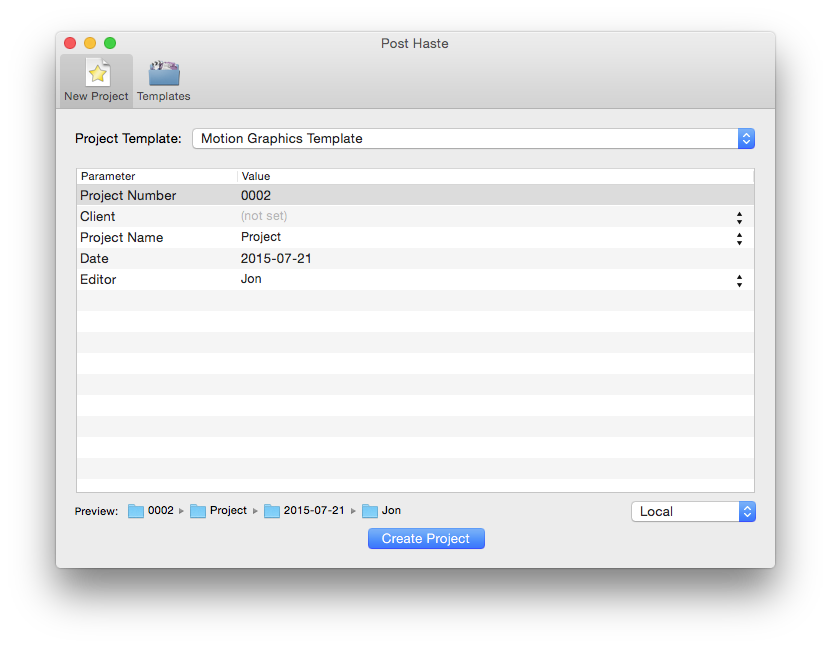 Post Haste
New Project Templates
Project Template: Motion Graphics Template
Parameter Value
Project Number 0002
Client (not set)
Project Name Project
Date 2015-07-21
Editor Jon
Preview: 0002 Project 2015-07-21 Jon Local
Create Project